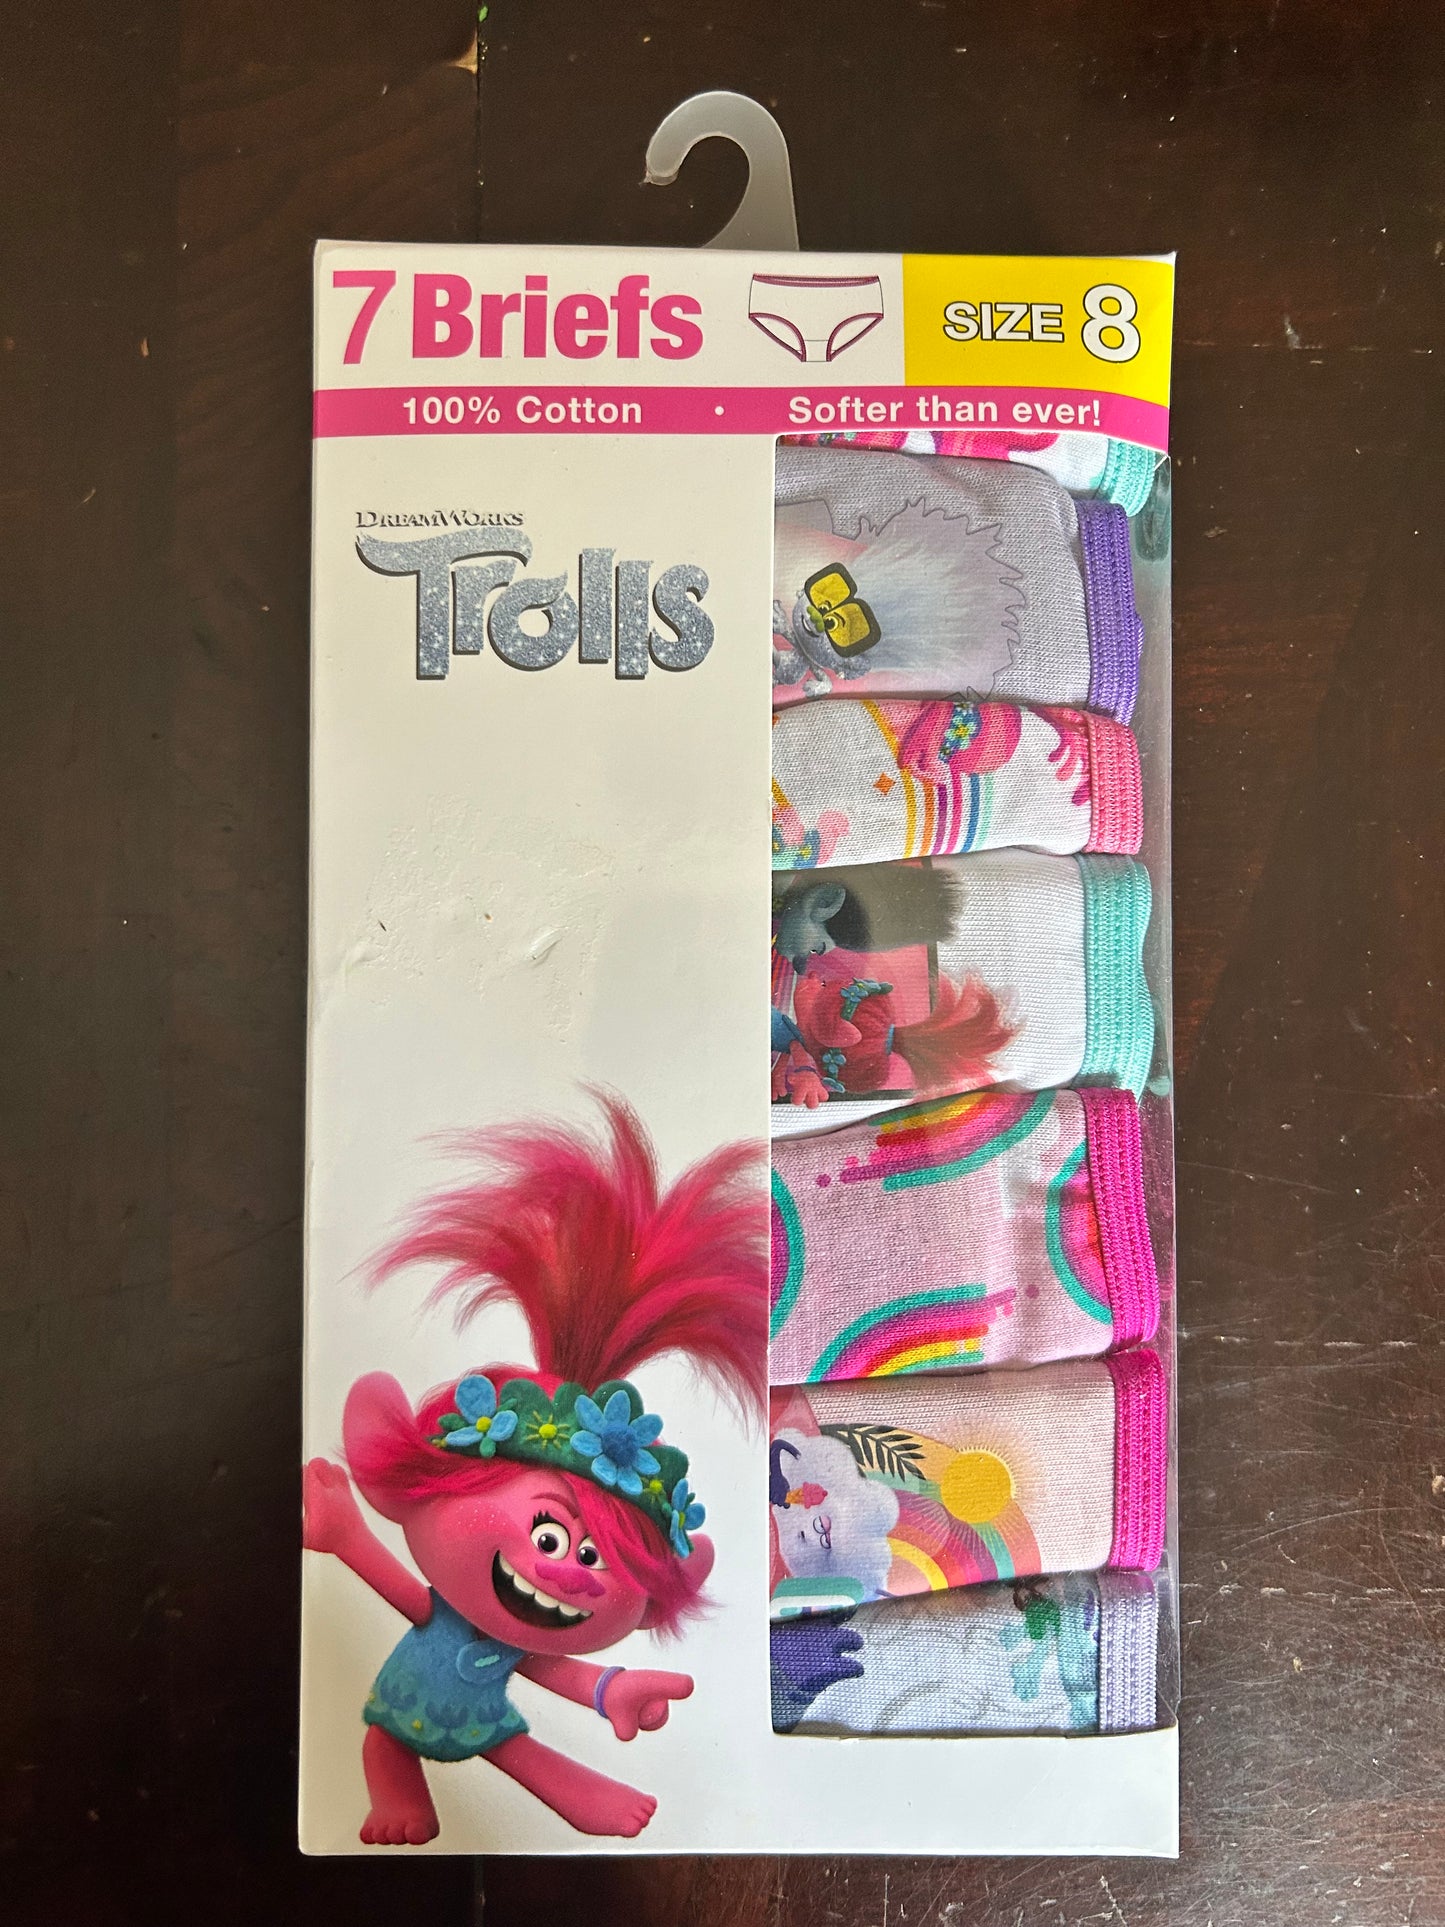 7 Briefs
SIZE 8
100% Cotton • Softer than ever!
DREAMWORKS
Trolls